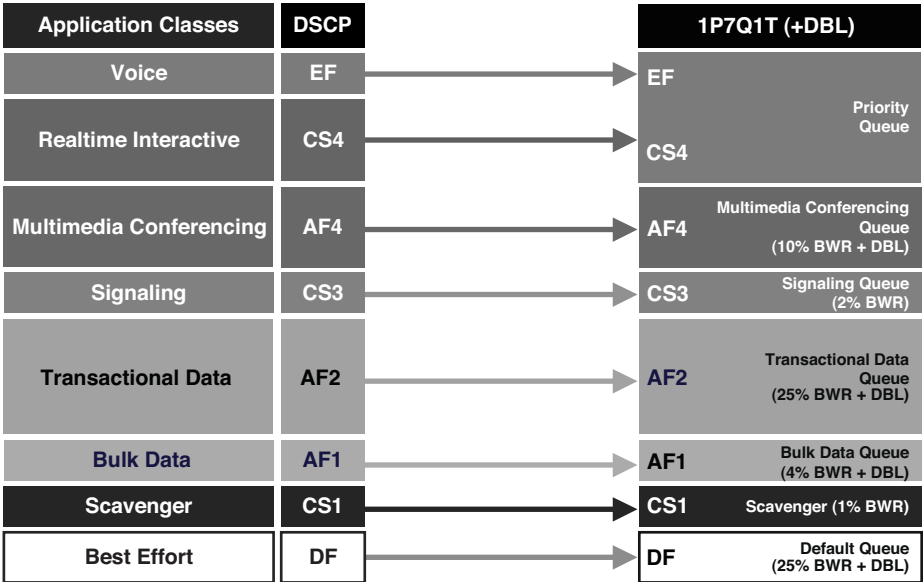 Application Classes DSCP 1P7Q1T (+DBL)
Voice EF EF
Priority
Queue
Realtime Interactive CS4 CS4
Multimedia Conferencing AF4 AF4 Multimedia Conferencing
Queue
(10% BWR + DBL)
Signaling CS3 CS3 Signaling Queue
(2% BWR)
Transactional Data AF2 AF2 Transactional Data
Queue
(25% BWR + DBL)
Bulk Data AF1 AF1 Bulk Data Queue
(4% BWR + DBL)
Scavenger CS1 CS1 Scavenger (1% BWR)
Best Effort DF DF Default Queue
(25% BWR + DBL)